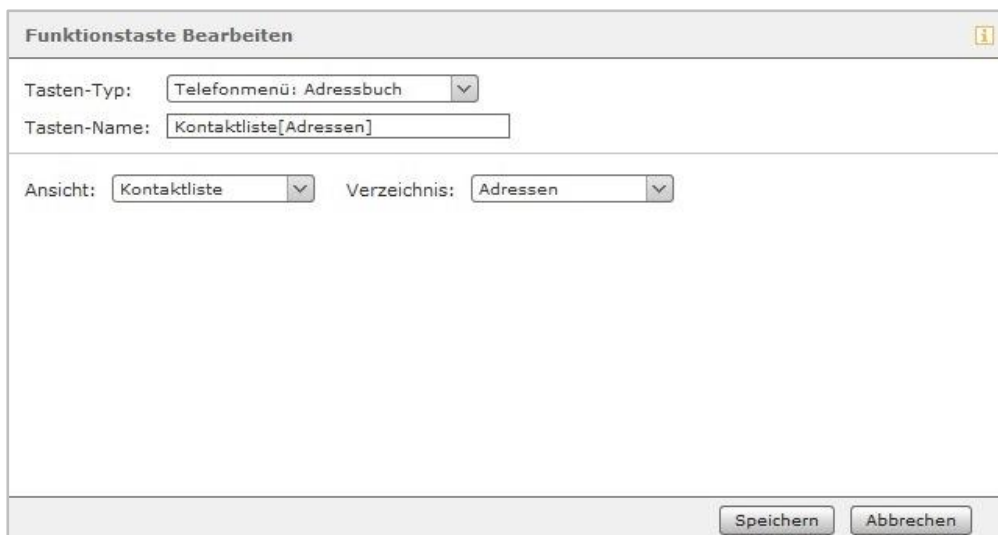 Funktionstaste Bearbeiten i
Tasten-Typ: Telefonmenü: Adressbuch
Tasten-Name: Kontaktliste[Adressen]
Ansicht: Kontaktliste Verzeichnis: Adressen
Speichern Abbrechen